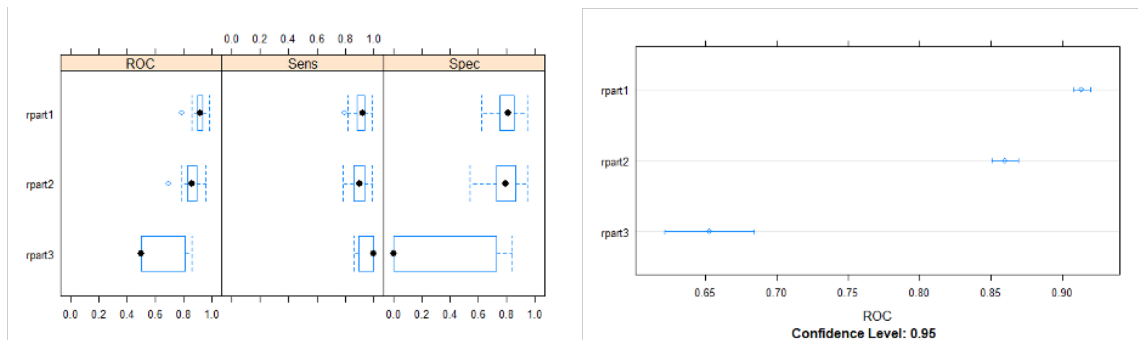 0.0 0.2 0.4 0.6 0.8 1.0
ROC Sens Spec
rpart1
rpart2
rpart3
0.0 0.2 0.4 0.6 0.8 1.0 0.0 0.2 0.4 0.6 0.8 1.0
rpart1
rpart2
rpart3
0.65 0.70 0.75 0.80 0.85 0.90
ROC
Confidence Level: 0.95